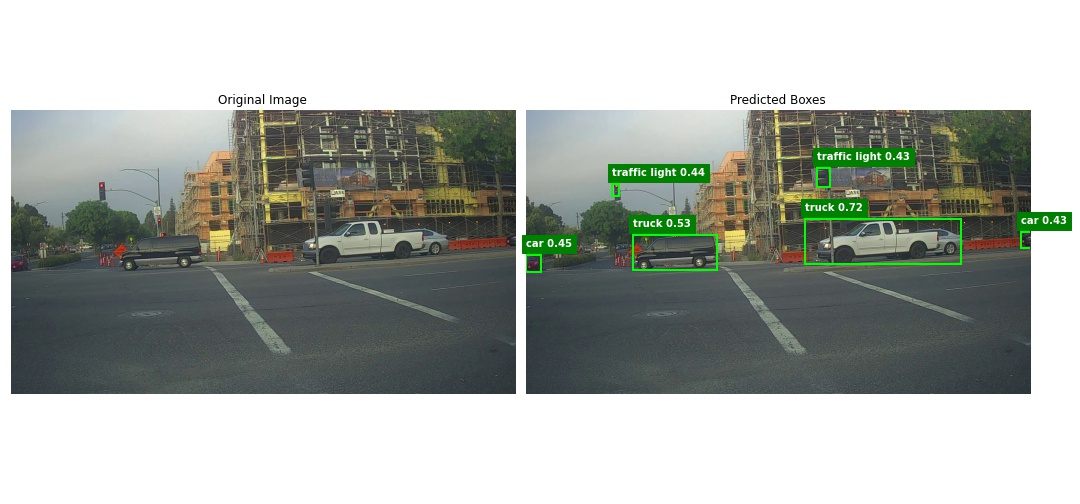 Original Image
Predicted Boxes
traffic light 0.43
traffic light 0.44
truck 0.72
truck 0.53
car 0.43
car 0.45